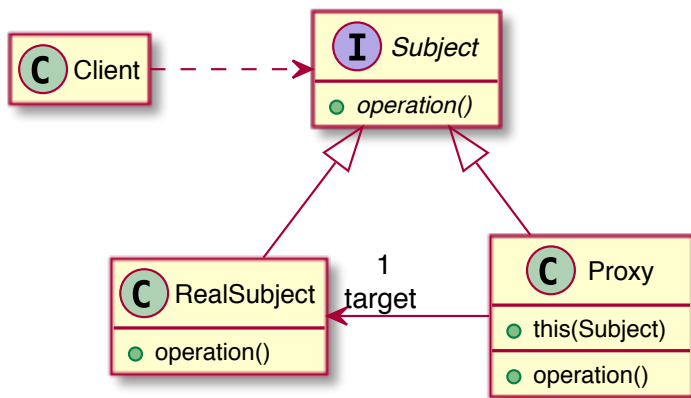 I Subject
C Client
operation()
1
target
C RealSubject
operation()
C Proxy
this(Subject)
operation()